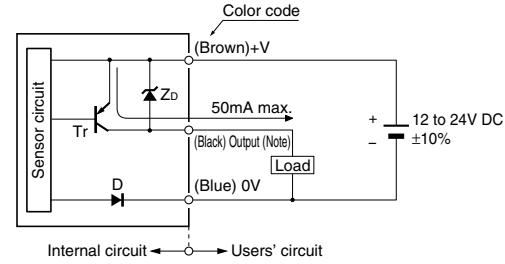 Color code
(Brown)+V
Sensor circuit
ZD
Tr
50mA max.
(Black) Output (Note)
Load
+
−
12 to 24V DC
±10%
D
(Blue) 0V
Internal circuit
Users' circuit